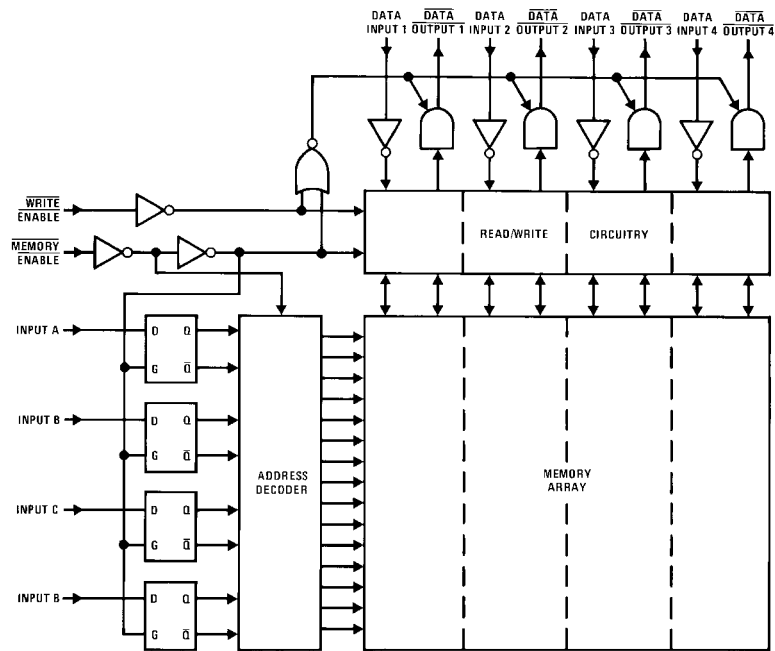 DATA INPUT 1
DATA OUTPUT 1
DATA INPUT 2
DATA OUTPUT 2
DATA INPUT 3
DATA OUTPUT 3
DATA INPUT 4
DATA OUTPUT 4
WRITE
ENABLE
MEMORY
ENABLE
READ/WRITE CIRCUITRY
INPUT A
D Q
G Q̅
INPUT B
D Q
G Q̅
ADDRESS
DECODER
MEMORY
ARRAY
INPUT C
D Q
G Q̅
INPUT B
D Q
G Q̅